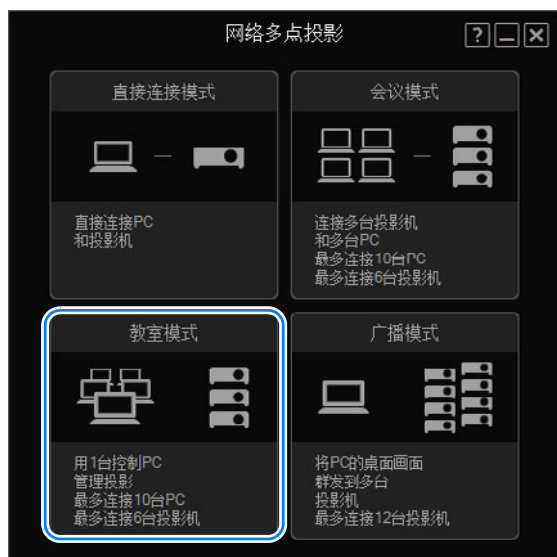 网络多点投影
?
直接连接模式
直接连接PC
和投影机
会议模式
连接多台投影机
和多台PC
最多连接10台PC
最多连接6台投影机
教室模式
用1台控制PC
管理投影
最多连接10台PC
最多连接6台投影机
广播模式
将PC的桌面画面
群发到多台
投影机
最多连接12台投影机